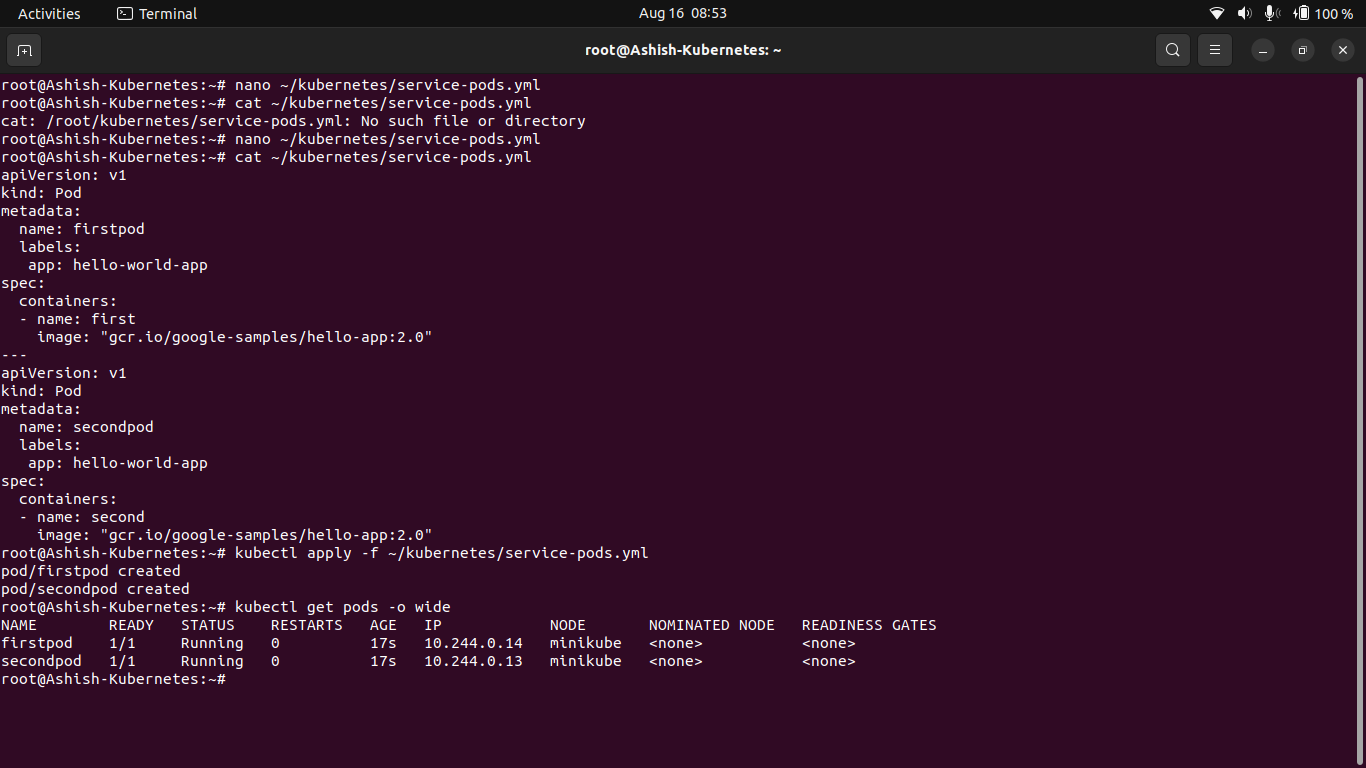 Activities Terminal Aug 16 08:53 100 %
root@Ashish-Kubernetes: ~
root@Ashish-Kubernetes:~# nano ~/kubernetes/service-pods.yml
root@Ashish-Kubernetes:~# cat ~/kubernetes/service-pods.yml
cat: /root/kubernetes/service-pods.yml: No such file or directory
root@Ashish-Kubernetes:~# nano ~/kubernetes/service-pods.yml
root@Ashish-Kubernetes:~# cat ~/kubernetes/service-pods.yml
apiVersion: v1
kind: Pod
metadata:
  name: firstpod
  labels:
   app: hello-world-app
spec:
  containers:
  - name: first
    image: "gcr.io/google-samples/hello-app:2.0"
---
apiVersion: v1
kind: Pod
metadata:
  name: secondpod
  labels:
   app: hello-world-app
spec:
  containers:
  - name: second
    image: "gcr.io/google-samples/hello-app:2.0"
root@Ashish-Kubernetes:~# kubectl apply -f ~/kubernetes/service-pods.yml
pod/firstpod created
pod/secondpod created
root@Ashish-Kubernetes:~# kubectl get pods -o wide
NAME        READY   STATUS    RESTARTS   AGE   IP            NODE       NOMINATED NODE   READINESS GATES
firstpod    1/1     Running   0          17s   10.244.0.14   minikube   <none>           <none>
secondpod   1/1     Running   0          17s   10.244.0.13   minikube   <none>           <none>
root@Ashish-Kubernetes:~#